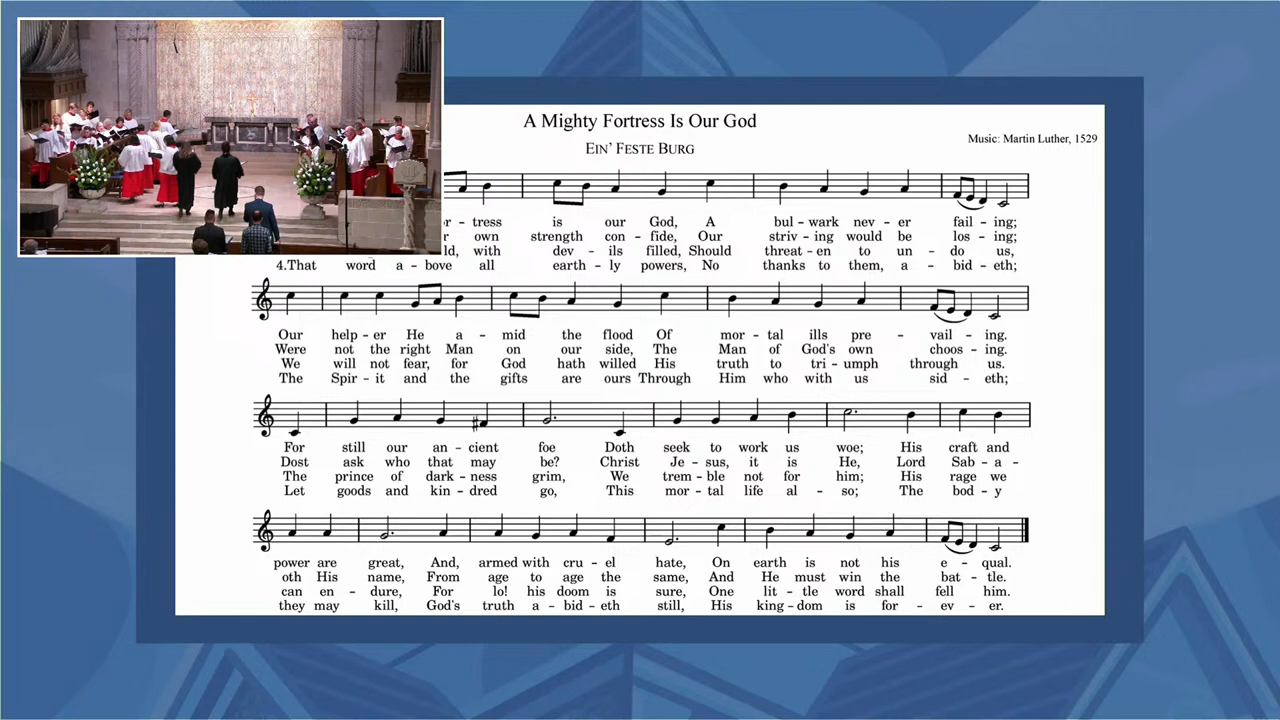 A Mighty Fortress Is Our God
EIN' FESTE BURG
Music: Martin Luther, 1529
tress is our God, A bul – wark nev – er fail – ing;
own strength con – fide, Our striv – ing would be los – ing;
with dev – ils filled, Should threat – en to un – do us,
4.That word a – bove all earth – ly powers, No thanks to them, a – bid – eth;
Our help – er He a – mid the flood Of mor – tal ills pre – vail – ing.
Were not the right Man on our side, The Man of God's own choos – ing.
We will not fear, for God hath willed His truth to tri – umph through us.
The Spir – it and the gifts are ours Through Him who with us sid – eth;
For still our an – cient foe Doth seek to work us woe; His craft and
Dost ask who that may be? Christ Je – sus, it is He, Lord Sab – a –
The prince of dark – ness grim, We trem – ble not for him; His rage we
Let goods and kin – dred go, This mor – tal life al – so; The bod – y
power are great, And, armed with cru – el hate, On earth is not his e – qual.
oth His name, From age to age the same, And He must win the bat – tle.
can en – dure, For lo! his doom is sure, One lit – tle word shall fell him.
they may kill, God's truth a – bid – eth still, His king – dom is for – ev – er.